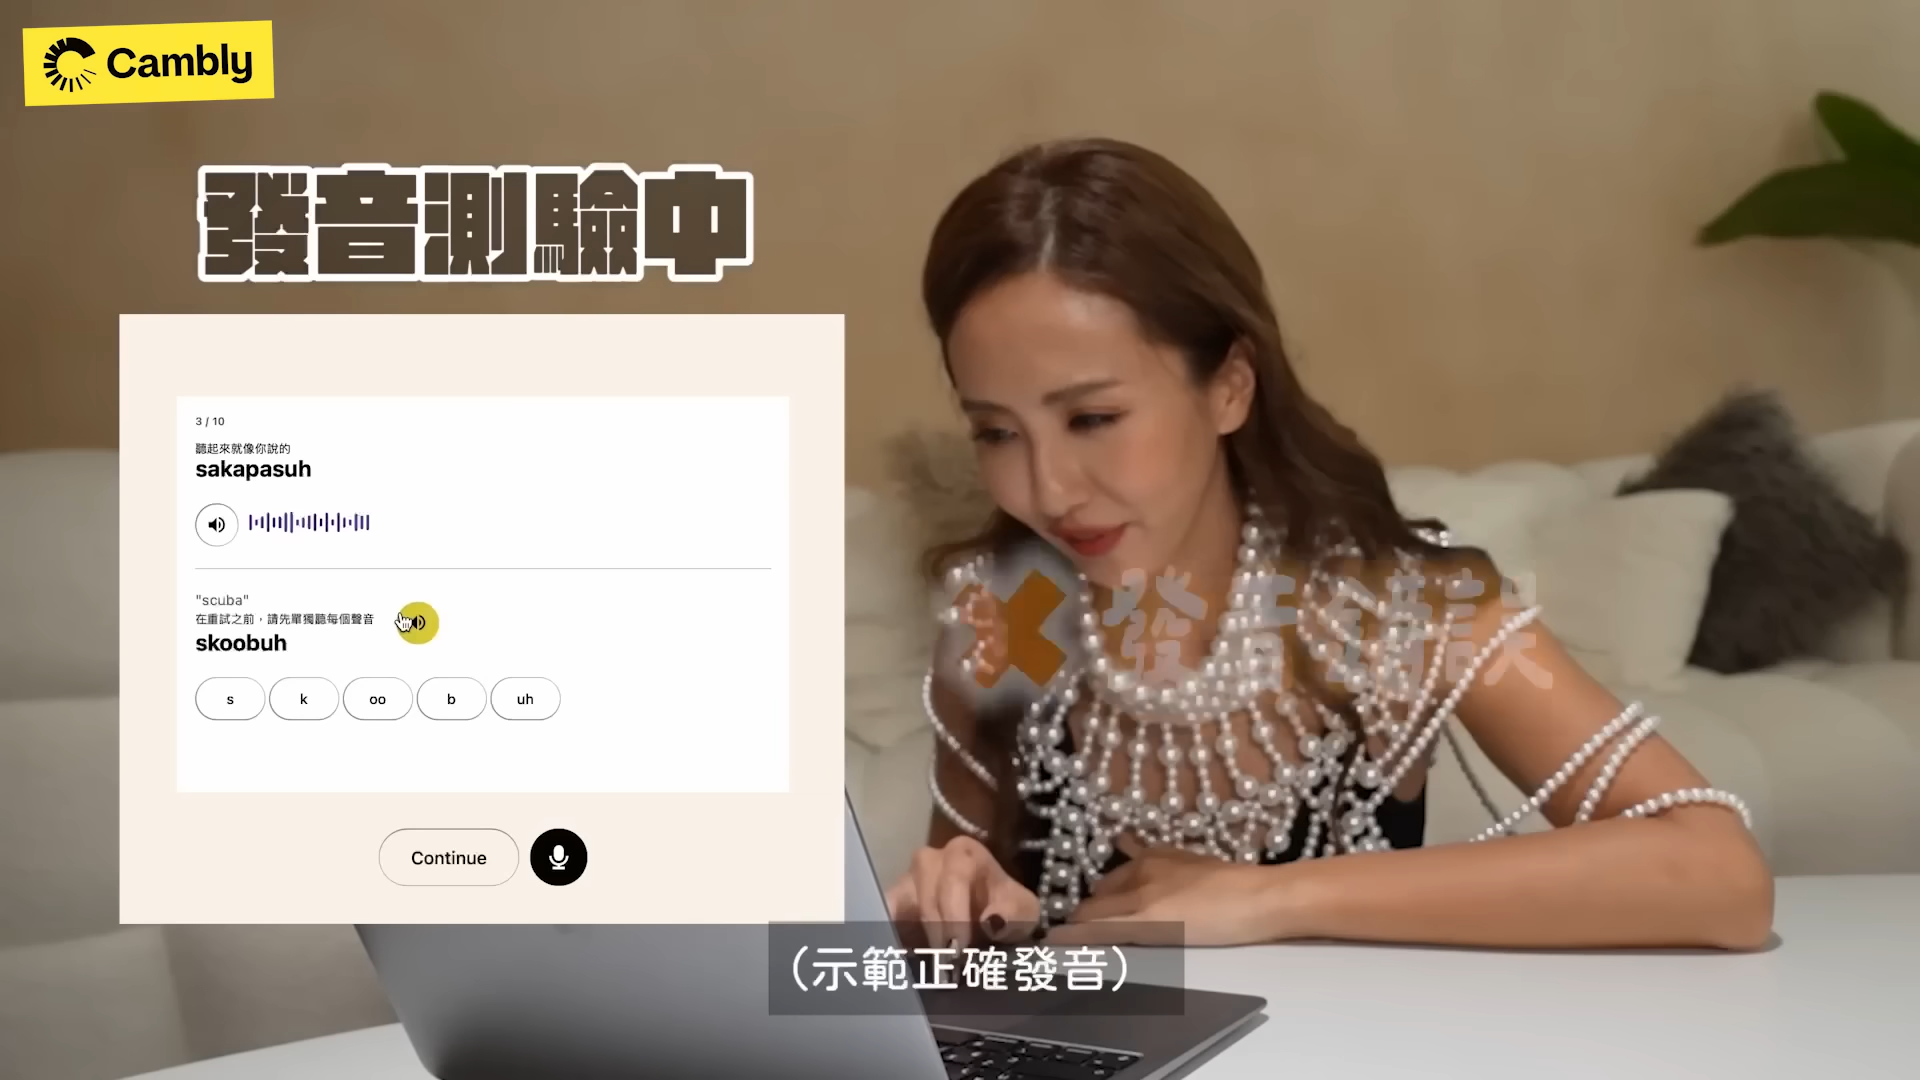 Cambly
發音測驗中
3 / 10
聽起來就像你說的
sakapasuh
"scuba"
在重試之前，請先單獨聽每個聲音
skoobuh
s k oo b uh
Continue
發音錯誤
（示範正確發音）